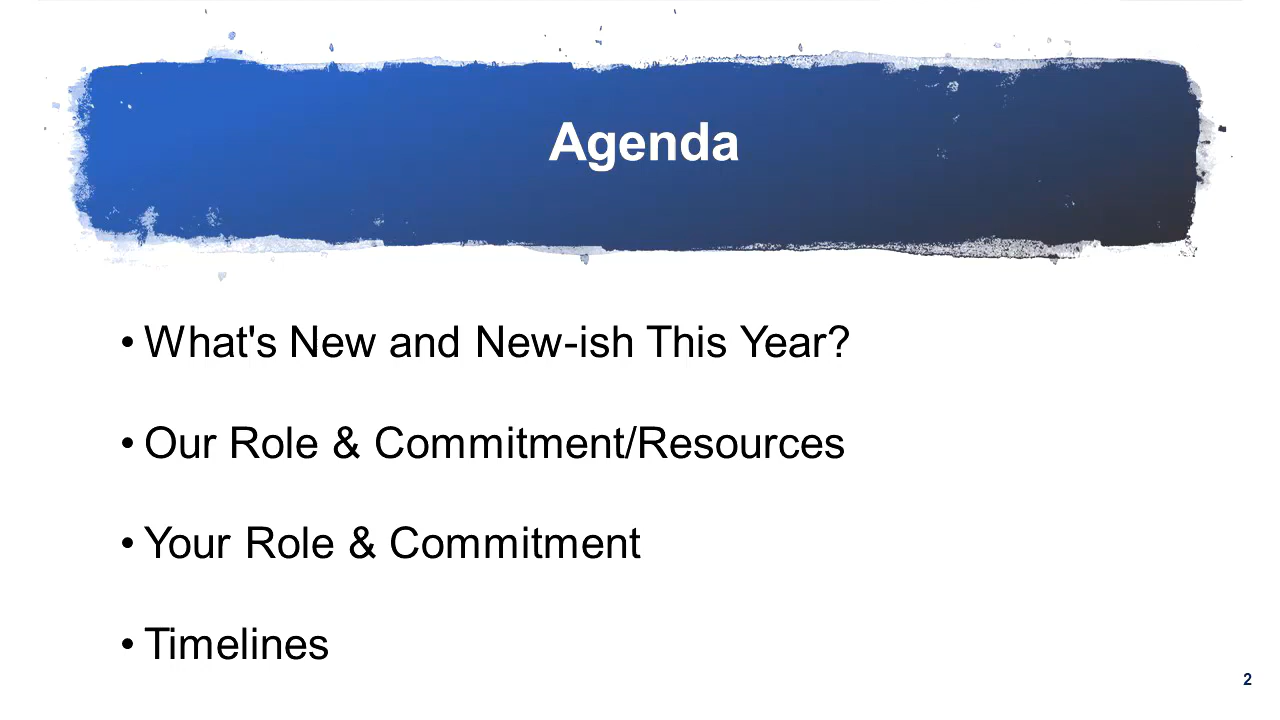 Agenda
• What's New and New-ish This Year?
• Our Role & Commitment/Resources
• Your Role & Commitment
• Timelines
2